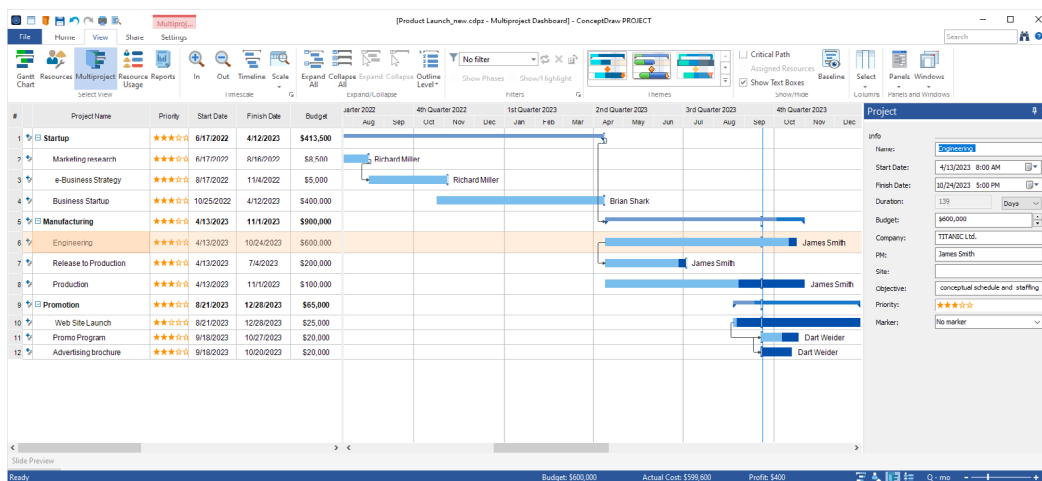 [Product Launch_new.cdpz - Multiproject Dashboard] - ConceptDraw PROJECT
Multiproj...
File Home View Share Settings
Search
Gantt Chart Resources Multiproject Resource Usage Reports
Select View
In Out Timeline Scale
Timescale
Expand All Collapse All Expand Collapse Outline Level
Expand/Collapse
No filter
Show Phases Show/Highlight
Filters
Themes
Critical Path
Assigned Resources
Show Text Boxes
Baseline
Show/Hide
Select
Columns
Panels Windows
Panels and Windows
# Project Name Priority Start Date Finish Date Budget
uarter 2022 4th Quarter 2022 1st Quarter 2023 2nd Quarter 2023 3rd Quarter 2023 4th Quarter 2023
Aug Sep Oct Nov Dec Jan Feb Mar Apr May Jun Jul Aug Sep Oct Nov Dec
1 Startup 6/17/2022 4/12/2023 $413,500
2 Marketing research 6/17/2022 8/16/2022 $8,500 Richard Miller
3 e-Business Strategy 8/17/2022 11/4/2022 $5,000 Richard Miller
4 Business Startup 10/25/2022 4/12/2023 $400,000 Brian Shark
5 Manufacturing 4/13/2023 11/1/2023 $900,000
6 Engineering 4/13/2023 10/24/2023 $600,000 James Smith
7 Release to Production 4/13/2023 7/4/2023 $200,000 James Smith
8 Production 4/13/2023 11/1/2023 $100,000 James Smith
9 Promotion 8/21/2023 12/28/2023 $65,000
10 Web Site Launch 8/21/2023 12/28/2023 $25,000
11 Promo Program 9/18/2023 10/27/2023 $20,000 Dart Weider
12 Advertising brochure 9/18/2023 10/20/2023 $20,000 Dart Weider
Project
Info
Name: Engineering
Start Date: 4/13/2023 8:00 AM
Finish Date: 10/24/2023 5:00 PM
Duration: 139 Days
Budget: $600,000
Company: TITANIC Ltd.
PM: James Smith
Site:
Objective: conceptual schedule and staffing
Priority:
Marker: No marker
Slide Preview
Ready Budget: $600,000 Actual Cost: $599,600 Profit: $400 Q - mo